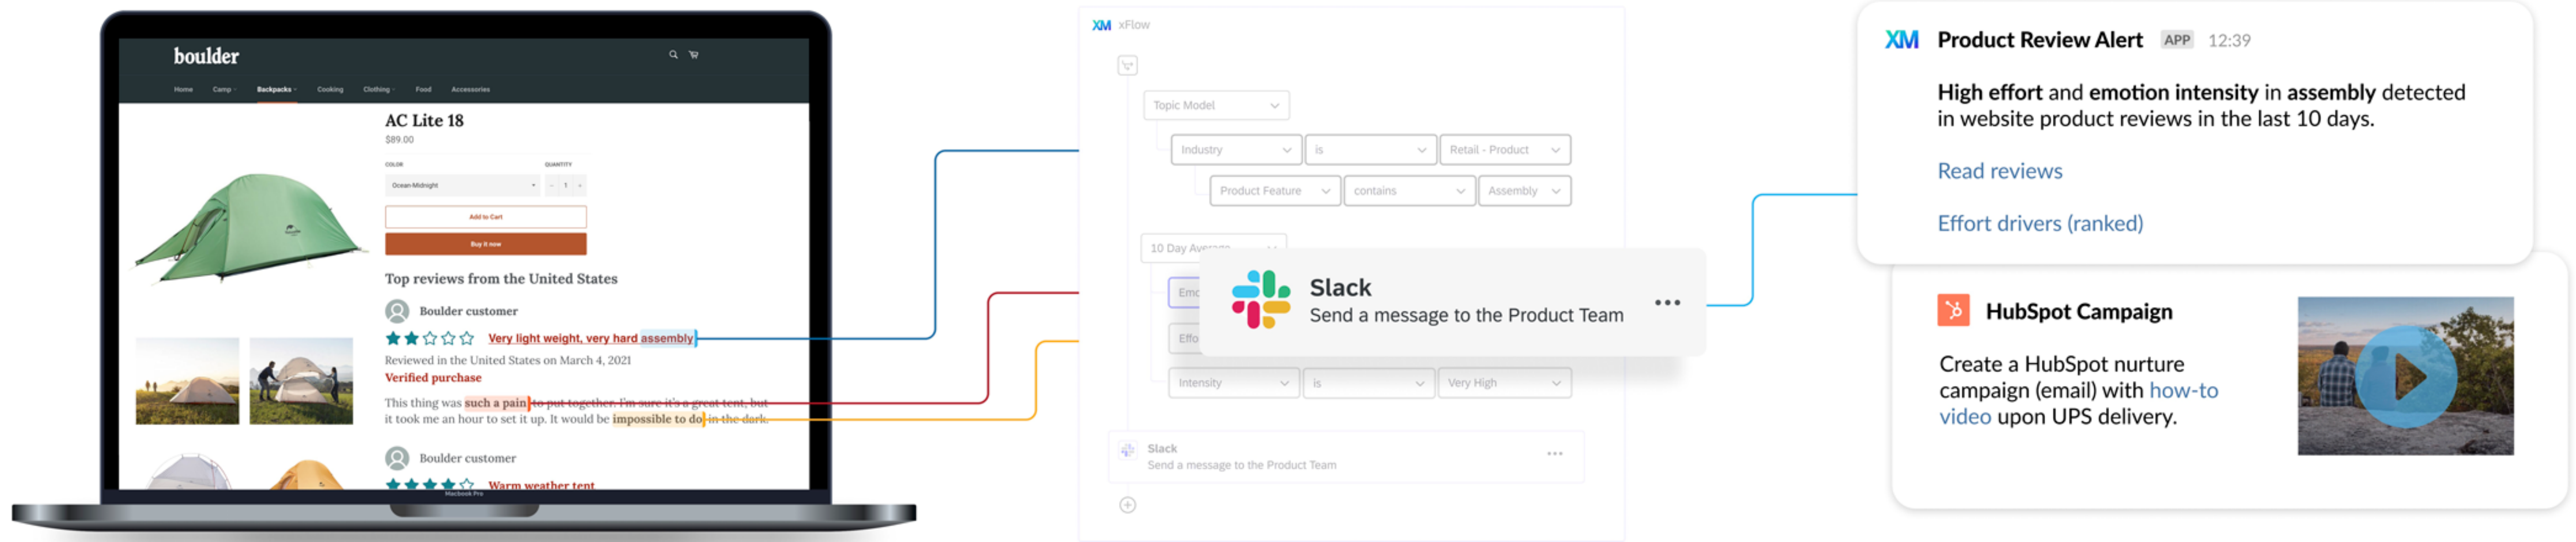 boulder
Home Camp Backpacks Cooking Clothing Food Accessories
AC Lite 18
$89.00
COLOR QUANTITY
Ocean-Midnight - 1 +
Add to Cart
Buy it now
Top reviews from the United States
Boulder customer
Very light weight, very hard assembly
Reviewed in the United States on March 4, 2021
Verified purchase
This thing was such a pain to put together. I'm sure it's a great tent, but
it took me an hour to set it up. It would be impossible to do in the dark.
Boulder customer
Warm weather tent
Macbook Pro
XM xFlow
Topic Model
Industry is Retail - Product
Product Feature contains Assembly
10 Day Average
Emo
Slack
Send a message to the Product Team
Effo
Intensity is Very High
Slack
Send a message to the Product Team
XM Product Review Alert APP 12:39
High effort and emotion intensity in assembly detected
in website product reviews in the last 10 days.
Read reviews
Effort drivers (ranked)
HubSpot Campaign
Create a HubSpot nurture
campaign (email) with how-to
video upon UPS delivery.